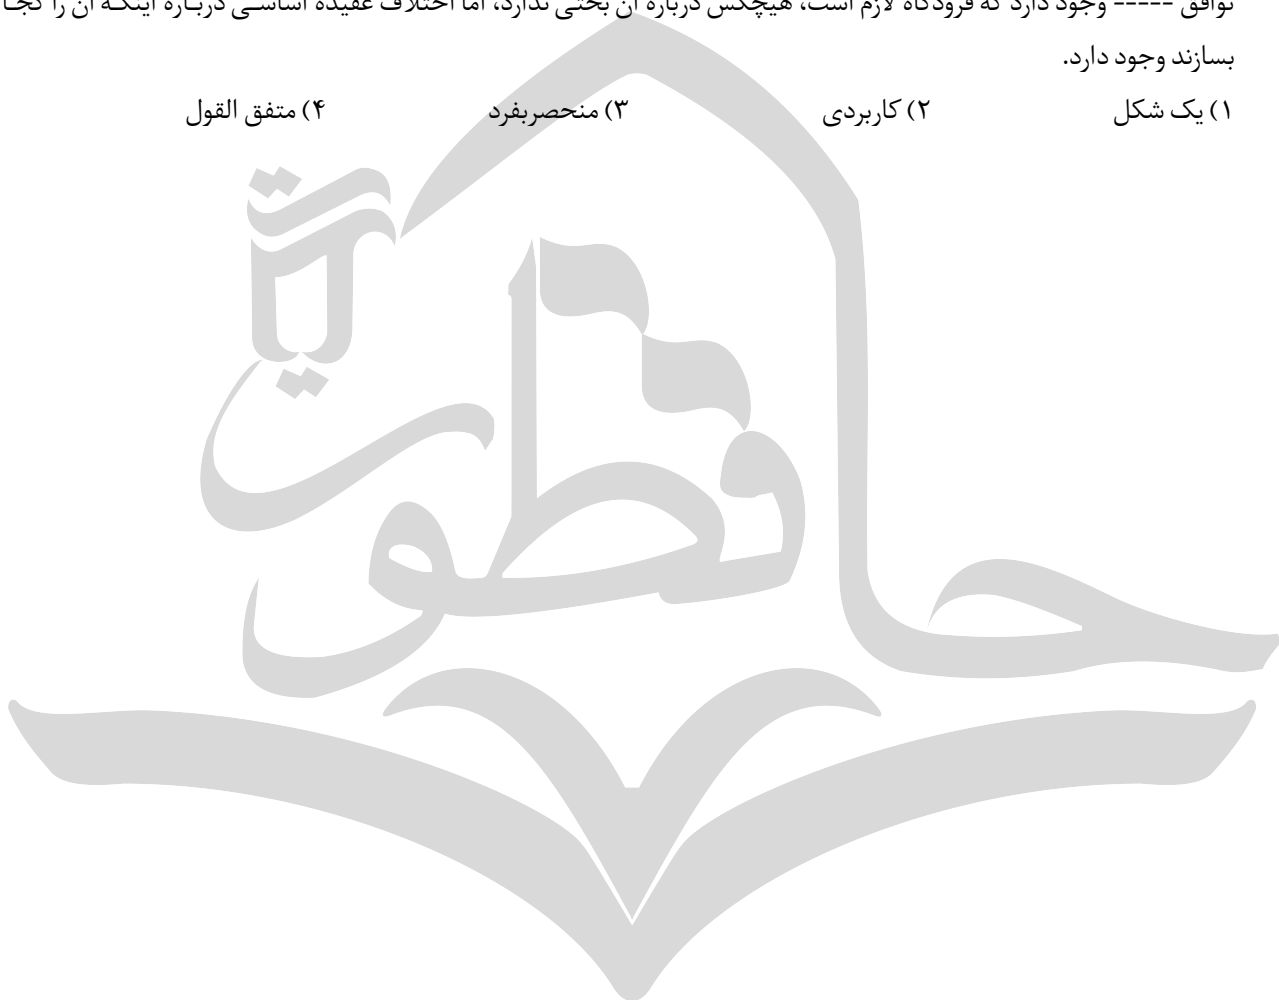 توافق ----- وجود دارد که فرودگاه لازم است، هیچکس درباره آن بحثی ندارد، اما اختلاف عقیده اساسی درباره اینکه آن را کجا
بسازند وجود دارد.
۱) یک شکل ۲) کاربردی ۳) منحصربفرد ۴) متفق القول